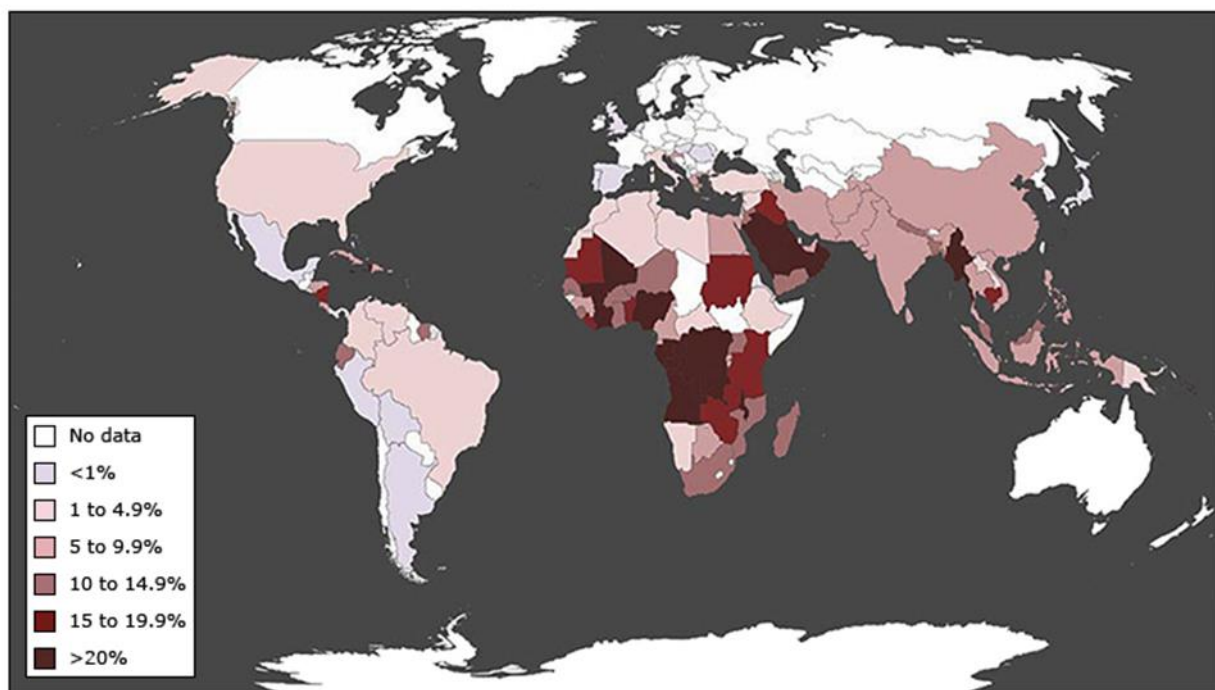 No data
<1%
1 to 4.9%
5 to 9.9%
10 to 14.9%
15 to 19.9%
>20%